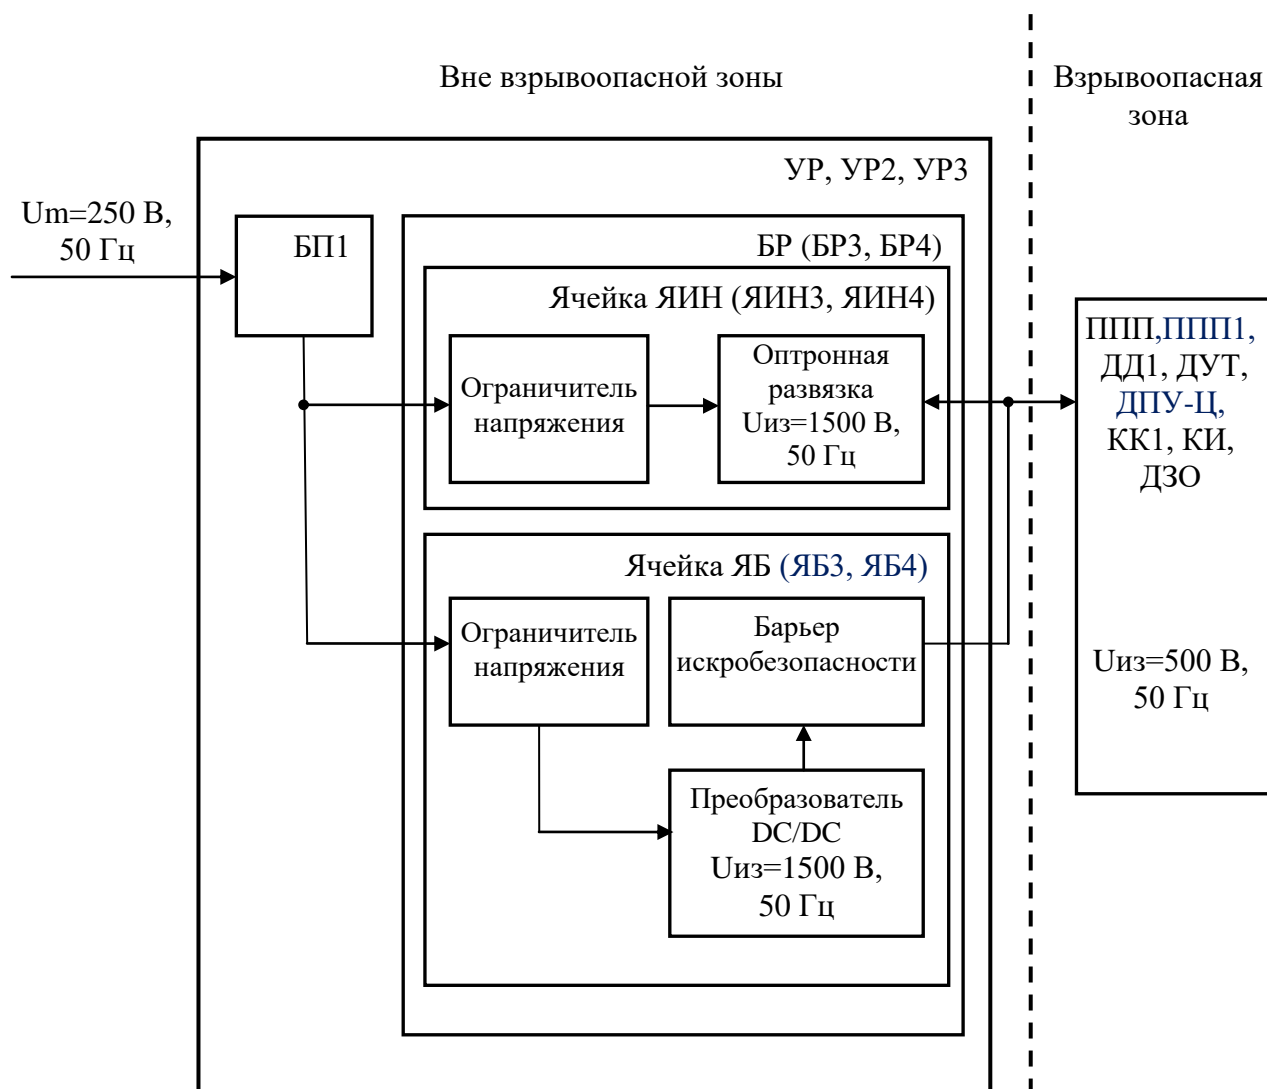 Вне взрывоопасной зоны
Взрывоопасная
зона
УР, УР2, УР3
Um=250 В,
50 Гц
БП1
БР (БР3, БР4)
Ячейка ЯИН (ЯИН3, ЯИН4)
Ограничитель
напряжения
Оптронная
развязка
Uиз=1500 В,
50 Гц
ППП,ППП1,
ДД1, ДУТ,
ДПУ-Ц,
КК1, КИ,
ДЗО
Uиз=500 В,
50 Гц
Ячейка ЯБ (ЯБ3, ЯБ4)
Ограничитель
напряжения
Барьер
искробезопасности
Преобразователь
DC/DC
Uиз=1500 В,
50 Гц